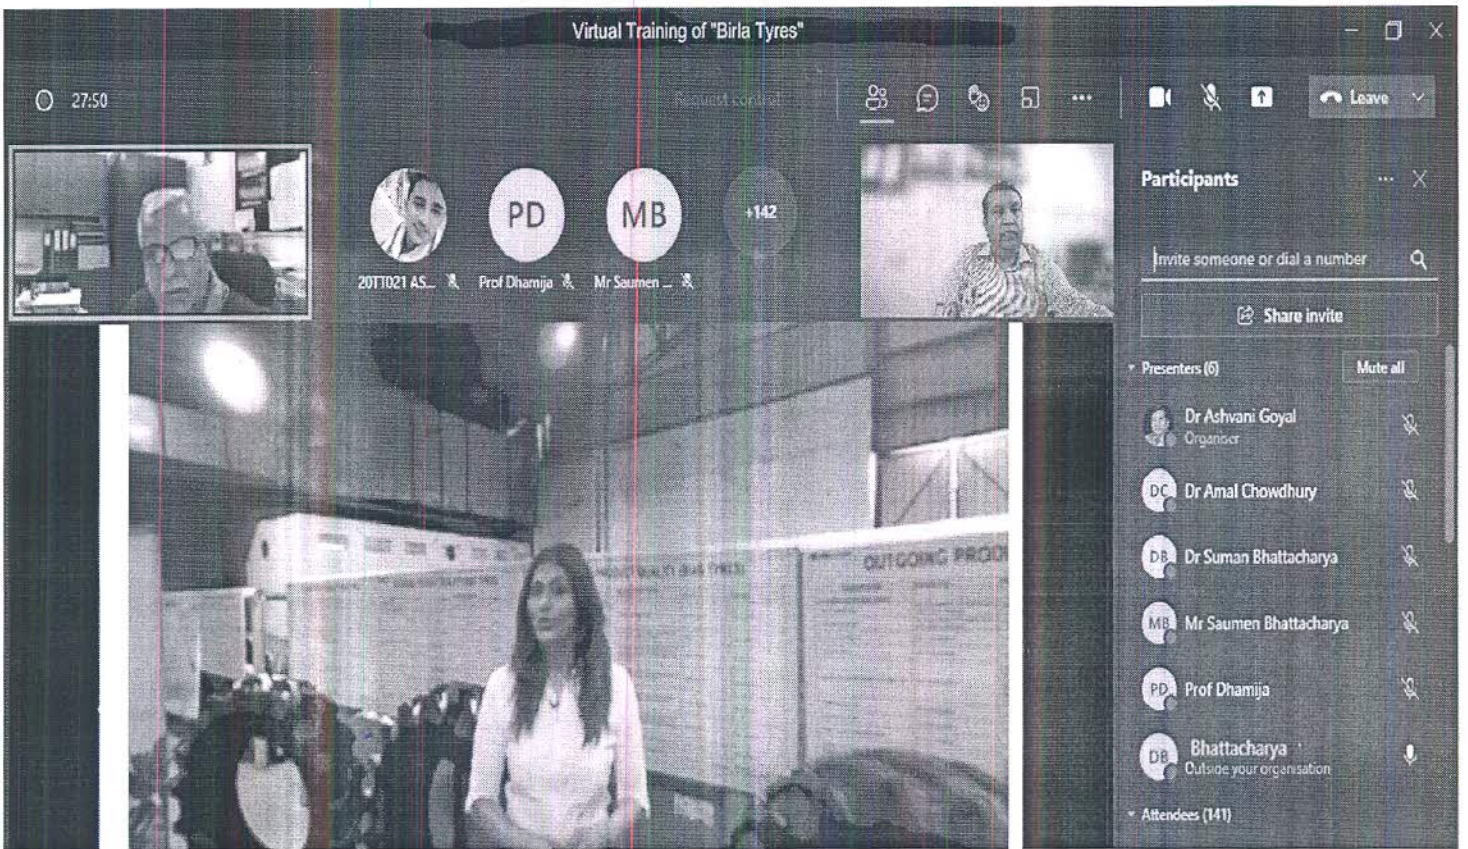 Virtual Training of "Birla Tyres"
27:50
Request control
Leave
PD
MB
+142
20TT021 AS...
Prof Dhamija
Mr Saumen ...
Participants
Invite someone or dial a number
Share invite
Presenters (6)
Mute all
Dr Ashvani Goyal
Organiser
DC
Dr Amal Chowdhury
DB
Dr Suman Bhattacharya
MB
Mr Saumen Bhattacharya
PD
Prof Dhamija
DB
Bhattacharya
Outside your organisation
Attendees (141)
OUTGOING PROD